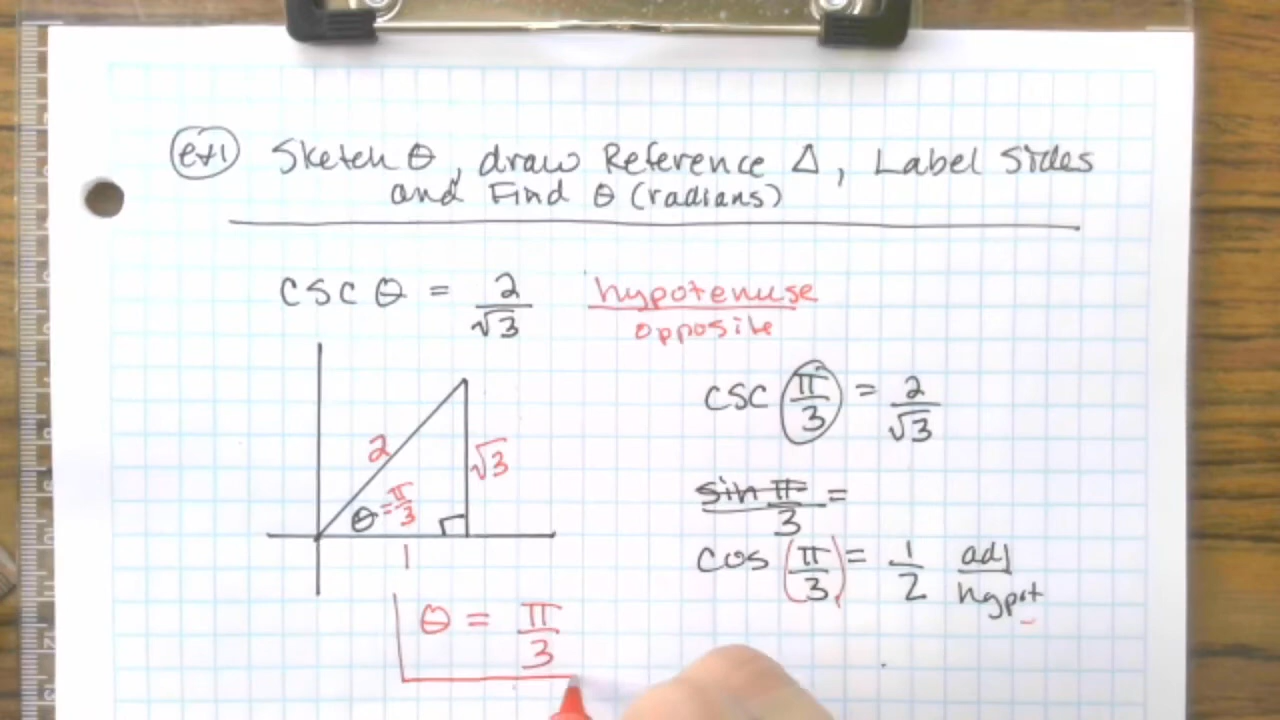 ex1 Sketch θ, draw Reference Δ, Label Sides
and Find θ (radians)
csc θ = 2/√3 hypotenuse/opposite
2
√3
θ = π/3
1
θ = π/3
csc (π/3) = 2/√3
sin π/3 =
cos (π/3) = 1/2 adj/hypot